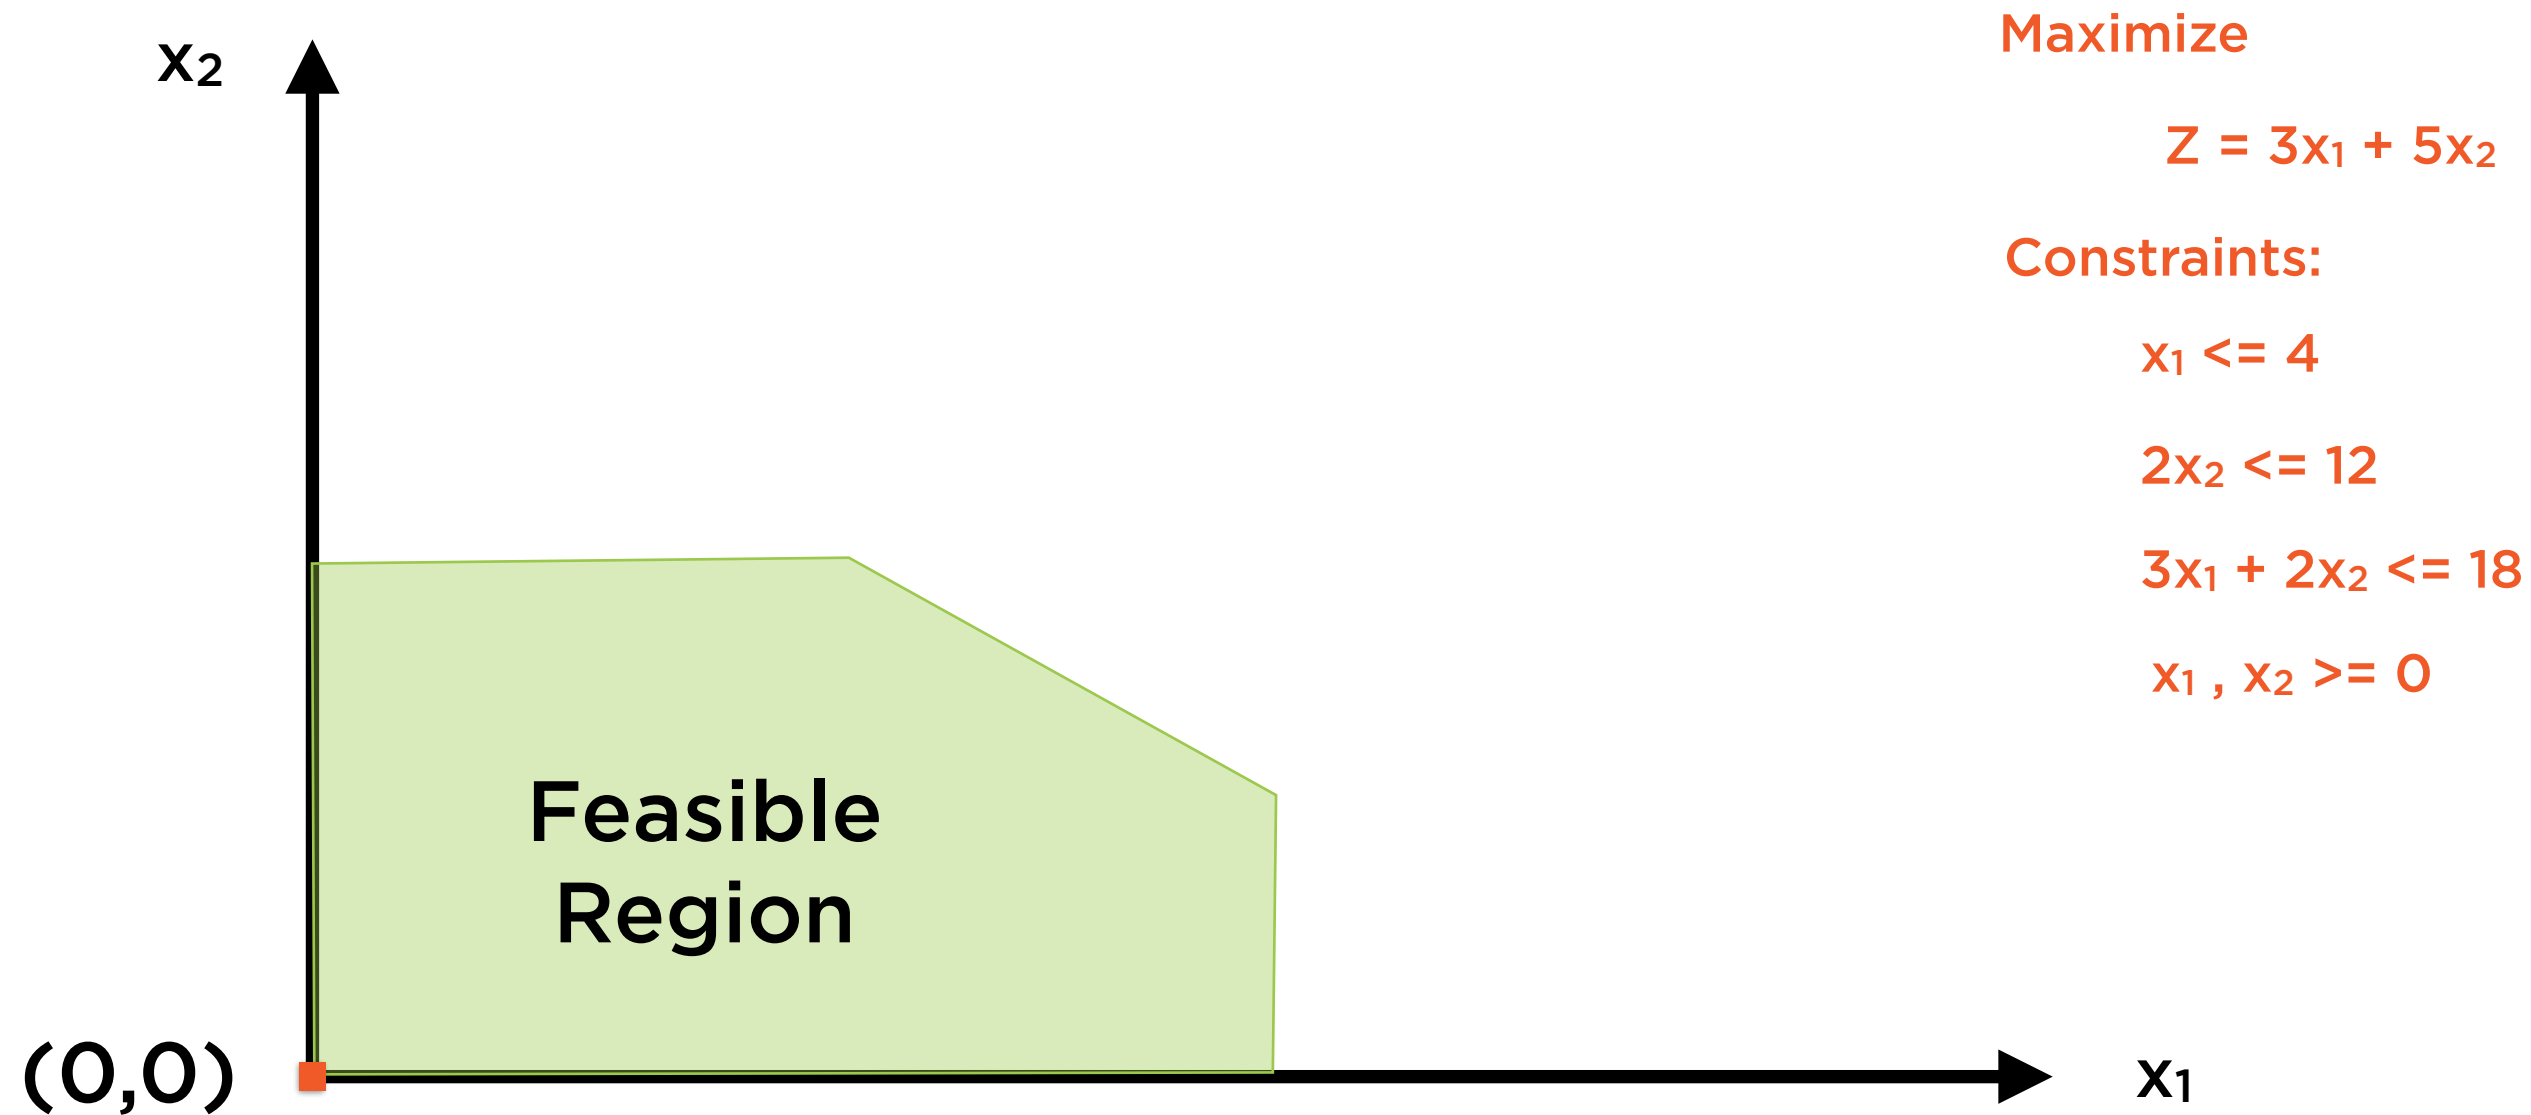 x₂
Maximize
Z = 3x₁ + 5x₂
Constraints:
x₁ <= 4
2x₂ <= 12
3x₁ + 2x₂ <= 18
x₁ , x₂ >= 0
Feasible
Region
(0,0)
x₁